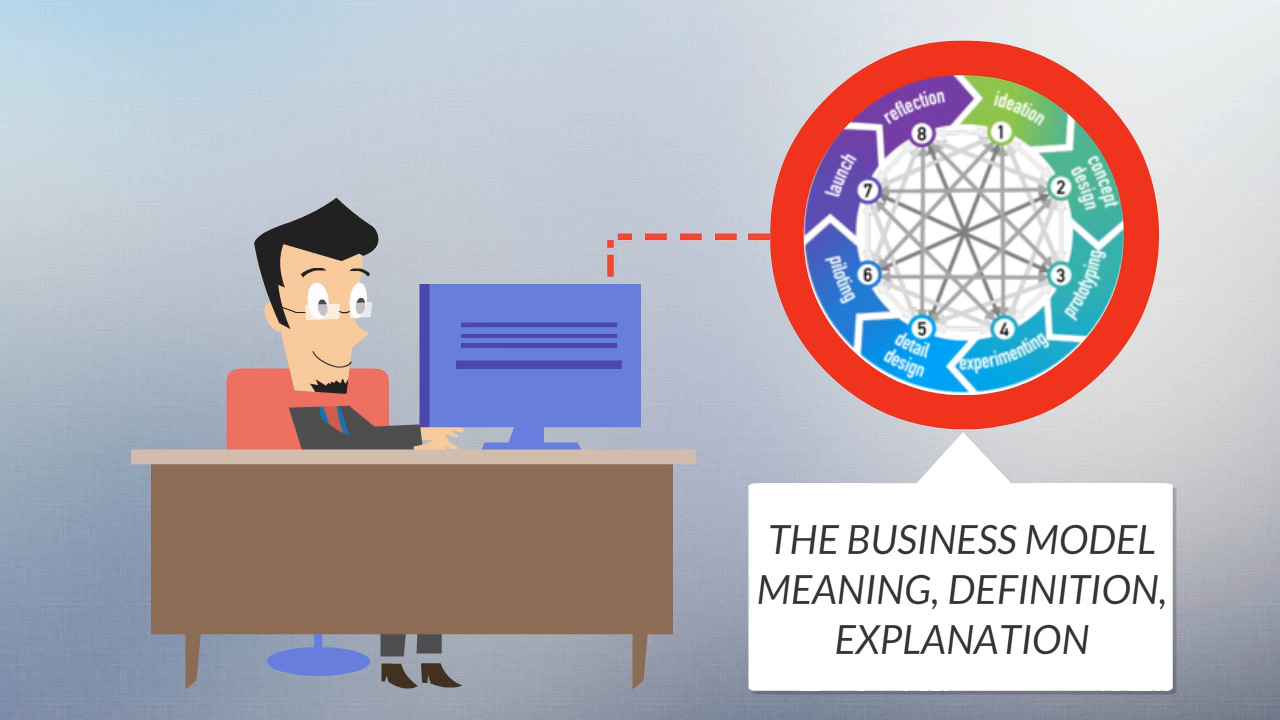 reflection
ideation
8
1
launch
7
2
concept
design
piloting
6
3
prototyping
5
4
detail
design
experimenting
THE BUSINESS MODEL
MEANING, DEFINITION,
EXPLANATION